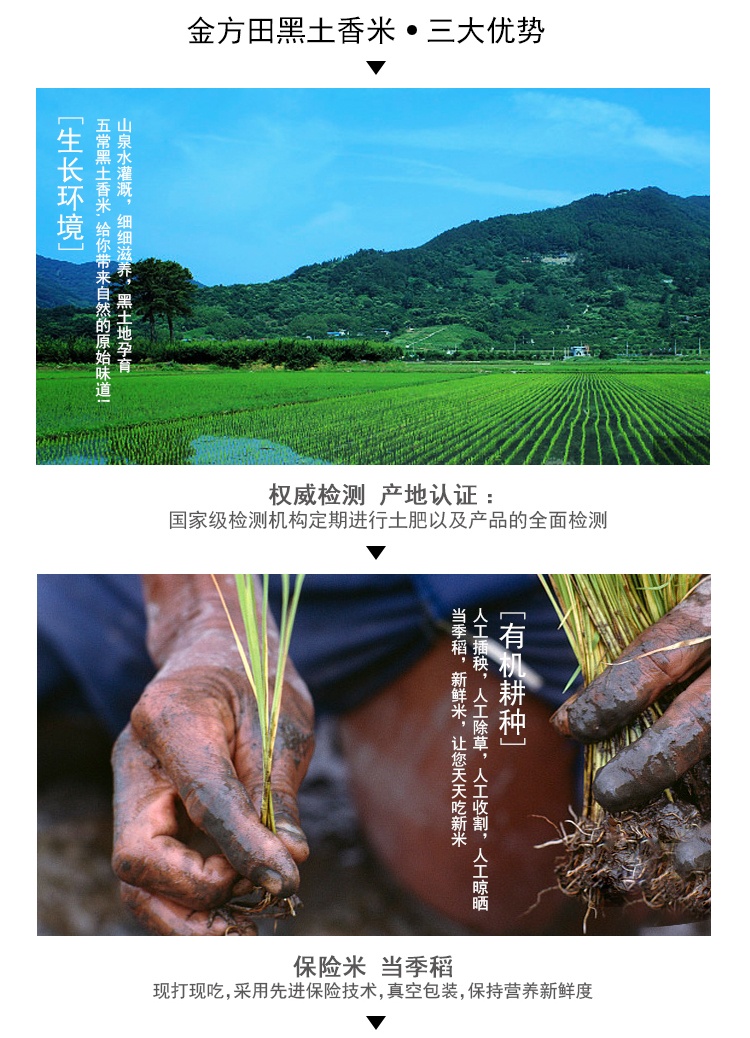 金方田黑土香米•三大优势
[生长环境]
山泉水灌溉，细细滋养，黑土地孕育
五常黑土香米，给你带来自然的原始味道!
权威检测 产地认证：
国家级检测机构定期进行土肥以及产品的全面检测
[有机耕种]
人工插秧，人工除草，人工收割，人工晾晒
当季稻，新鲜米，让您天天吃新米
保险米 当季稻
现打现吃,采用先进保险技术,真空包装,保持营养新鲜度